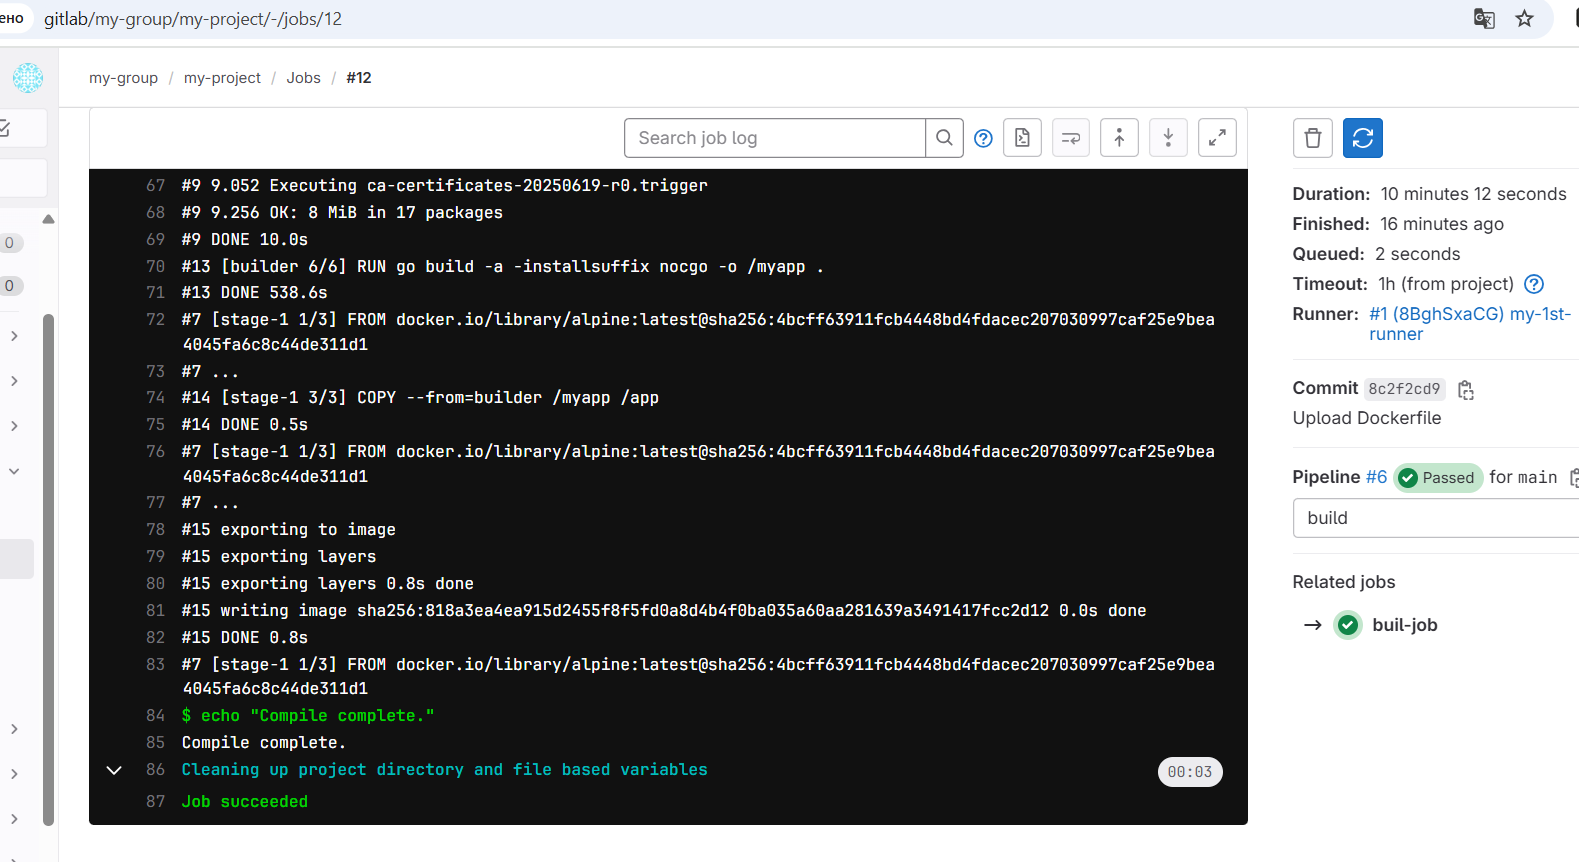 ено
gitlab/my-group/my-project/-/jobs/12
my-group / my-project / Jobs / #12
Search job log
67 #9 9.052 Executing ca-certificates-20250619-r0.trigger
68 #9 9.256 OK: 8 MiB in 17 packages
69 #9 DONE 10.0s
70 #13 [builder 6/6] RUN go build -a -installsuffix nocgo -o /myapp .
71 #13 DONE 538.6s
72 #7 [stage-1 1/3] FROM docker.io/library/alpine:latest@sha256:4bcff63911fcb4448bd4fdacec207030997caf25e9bea
4045fa6c8c44de311d1
73 #7 ...
74 #14 [stage-1 3/3] COPY --from=builder /myapp /app
75 #14 DONE 0.5s
76 #7 [stage-1 1/3] FROM docker.io/library/alpine:latest@sha256:4bcff63911fcb4448bd4fdacec207030997caf25e9bea
4045fa6c8c44de311d1
77 #7 ...
78 #15 exporting to image
79 #15 exporting layers
80 #15 exporting layers 0.8s done
81 #15 writing image sha256:818a3ea4ea915d2455f8f5fd0a8d4b4f0ba035a60aa281639a3491417fcc2d12 0.0s done
82 #15 DONE 0.8s
83 #7 [stage-1 1/3] FROM docker.io/library/alpine:latest@sha256:4bcff63911fcb4448bd4fdacec207030997caf25e9bea
4045fa6c8c44de311d1
84 $ echo "Compile complete."
85 Compile complete.
86 Cleaning up project directory and file based variables
00:03
87 Job succeeded
0
0
Duration: 10 minutes 12 seconds
Finished: 16 minutes ago
Queued: 2 seconds
Timeout: 1h (from project)
Runner: #1 (8BghSxaCG) my-1st-
runner
Commit 8c2f2cd9
Upload Dockerfile
Pipeline #6 Passed for main
build
Related jobs
→ buil-job